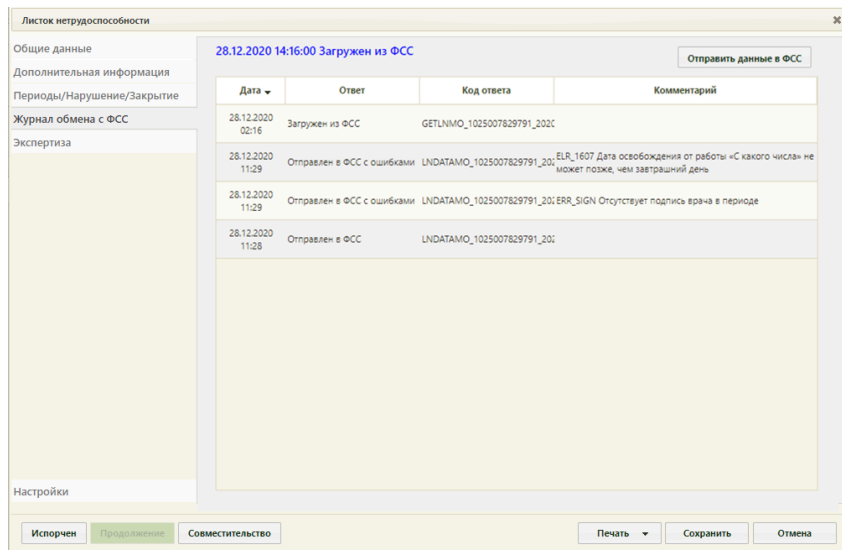 Листок нетрудоспособности
Общие данные
Дополнительная информация
Периоды/Нарушение/Закрытие
Журнал обмена с ФСС
Экспертиза
28.12.2020 14:16:00 Загружен из ФСС
Отправить данные в ФСС
Дата Ответ Код ответа Комментарий
28.12.2020
02:16
Загружен из ФСС GETLNMO_1025007829791_202
28.12.2020
11:29
Отправлен в ФСС с ошибками LNDATAMO_1025007829791_202
ELR_1607 Дата освобождения от работы «С какого числа» не
может позже, чем завтрашний день
28.12.2020
11:29
Отправлен в ФСС с ошибками LNDATAMO_1025007829791_202 ERR_SIGN Отсутствует подпись врача в периоде
28.12.2020
11:28
Отправлен в ФСС LNDATAMO_1025007829791_202
Настройки
Испорчен Продолжение Совместительство Печать Сохранить Отмена